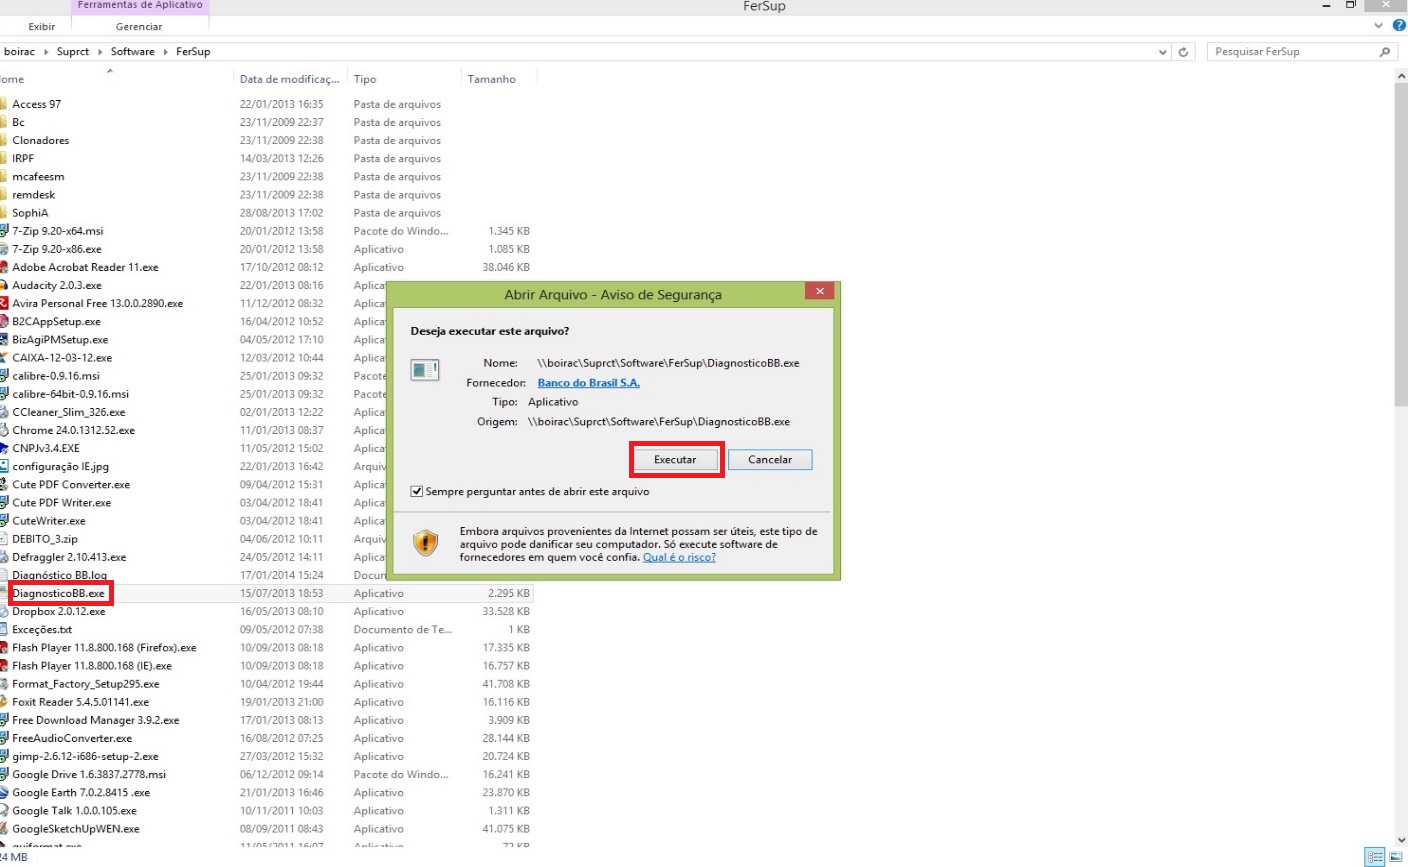 Ferramentas de Aplicativo
FerSup
Exibir Gerenciar
boirac Suprct Software FerSup Pesquisar FerSup
ome Data de modificaç... Tipo Tamanho
Access 97 22/01/2013 16:35 Pasta de arquivos
Bc 23/11/2009 22:37 Pasta de arquivos
Clonadores 23/11/2009 22:38 Pasta de arquivos
IRPF 14/03/2013 12:26 Pasta de arquivos
mcafeesm 23/11/2009 22:38 Pasta de arquivos
remdesk 23/11/2009 22:38 Pasta de arquivos
SophiA 28/08/2013 17:02 Pasta de arquivos
7-Zip 9.20-x64.msi 20/01/2012 13:58 Pacote do Windo... 1.345 KB
7-Zip 9.20-x86.exe 20/01/2012 13:58 Aplicativo 1.085 KB
Adobe Acrobat Reader 11.exe 17/10/2012 08:12 Aplicativo 38.046 KB
Audacity 2.0.3.exe 22/01/2013 08:16 Aplica
Avira Personal Free 13.0.0.2890.exe 11/12/2012 08:32 Aplica
B2CAppSetup.exe 16/04/2012 10:52 Aplica
BizAgiPMSetup.exe 04/05/2012 17:10 Aplica
CAIXA-12-03-12.exe 12/03/2012 10:44 Aplica
calibre-0.9.16.msi 25/01/2013 09:32 Pacote
calibre-64bit-0.9.16.msi 25/01/2013 09:32 Pacote
CCleaner_Slim_326.exe 02/01/2013 12:22 Aplica
Chrome 24.0.1312.52.exe 11/01/2013 08:37 Aplica
CNPJv3.4.EXE 11/05/2012 15:02 Aplica
configuração IE.jpg 22/01/2013 16:42 Arquiv
Cute PDF Converter.exe 09/04/2012 15:31 Aplica
Cute PDF Writer.exe 03/04/2012 18:41 Aplica
CuteWriter.exe 03/04/2012 18:41 Aplica
DEBITO_3.zip 04/06/2012 10:11 Arquiv
Defraggler 2.10.413.exe 24/05/2012 14:11 Aplica
Diagnóstico BB.log 17/01/2014 15:24 Docun
DiagnosticoBB.exe 15/07/2013 18:53 Aplicativo 2.295 KB
Dropbox 2.0.12.exe 16/05/2013 08:10 Aplicativo 33.528 KB
Exceções.txt 09/05/2012 07:38 Documento de Te... 1 KB
Flash Player 11.8.800.168 (Firefox).exe 10/09/2013 08:18 Aplicativo 17.335 KB
Flash Player 11.8.800.168 (IE).exe 10/09/2013 08:18 Aplicativo 16.757 KB
Format_Factory_Setup295.exe 10/04/2012 19:44 Aplicativo 41.708 KB
Foxit Reader 5.4.5.01141.exe 19/01/2013 21:00 Aplicativo 16.116 KB
Free Download Manager 3.9.2.exe 17/01/2013 08:13 Aplicativo 3.909 KB
FreeAudioConverter.exe 16/08/2012 07:25 Aplicativo 28.144 KB
gimp-2.6.12-i686-setup-2.exe 27/03/2012 15:32 Aplicativo 20.724 KB
Google Drive 1.6.3837.2778.msi 06/12/2012 09:14 Pacote do Windo... 16.241 KB
Google Earth 7.0.2.8415 .exe 21/01/2013 16:46 Aplicativo 23.870 KB
Google Talk 1.0.0.105.exe 10/11/2011 10:03 Aplicativo 1.311 KB
GoogleSketchUpWEN.exe 08/09/2011 08:43 Aplicativo 41.075 KB
guiformat.exe 11/05/2011 16:07 Aplicativo 72 KB
24 MB
Abrir Arquivo - Aviso de Segurança
Deseja executar este arquivo?
Nome: \\boirac\Suprct\Software\FerSup\DiagnosticoBB.exe
Fornecedor: Banco do Brasil S.A.
Tipo: Aplicativo
Origem: \\boirac\Suprct\Software\FerSup\DiagnosticoBB.exe
Executar Cancelar
Sempre perguntar antes de abrir este arquivo
Embora arquivos provenientes da Internet possam ser úteis, este tipo de
arquivo pode danificar seu computador. Só execute software de
fornecedores em quem você confia. Qual é o risco?